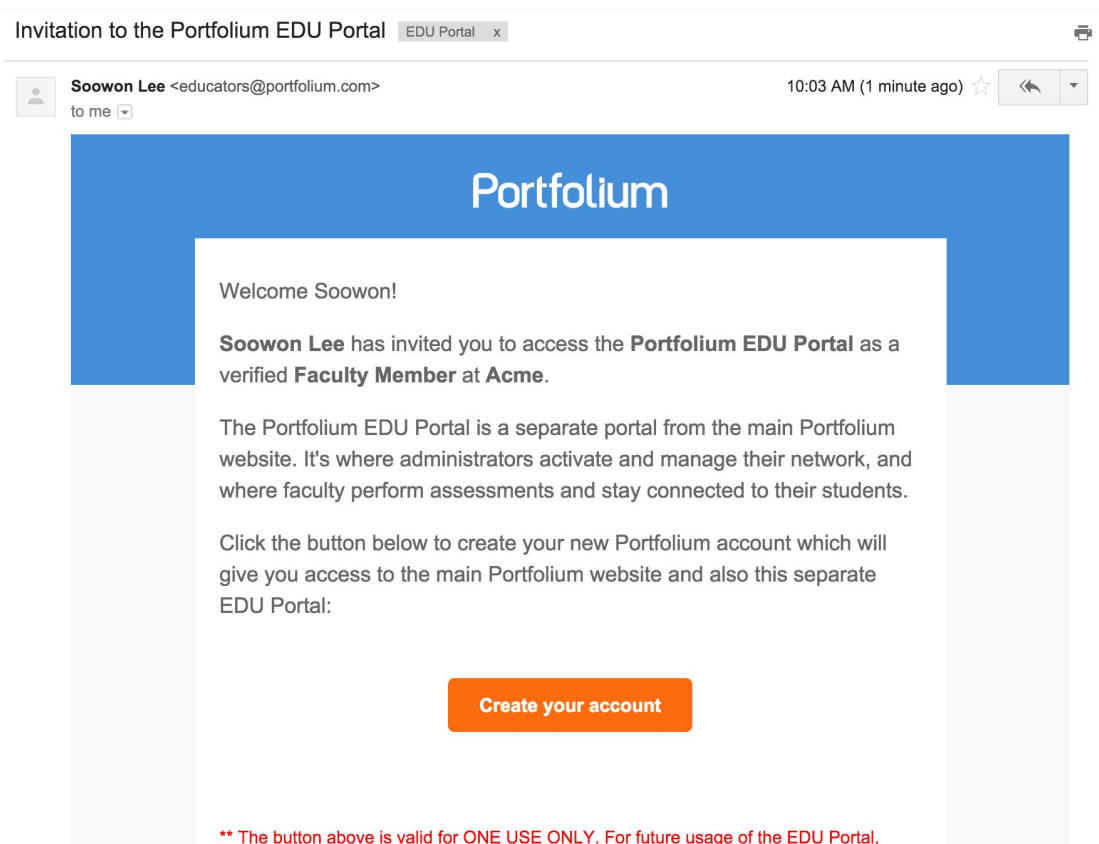 Invitation to the Portfolium EDU Portal EDU Portal x
Soowon Lee <educators@portfolium.com> 10:03 AM (1 minute ago)
to me
Portfolium
Welcome Soowon!
Soowon Lee has invited you to access the Portfolium EDU Portal as a
verified Faculty Member at Acme.
The Portfolium EDU Portal is a separate portal from the main Portfolium
website. It's where administrators activate and manage their network, and
where faculty perform assessments and stay connected to their students.
Click the button below to create your new Portfolium account which will
give you access to the main Portfolium website and also this separate
EDU Portal:
Create your account
** The button above is valid for ONE USE ONLY. For future usage of the EDU Portal,